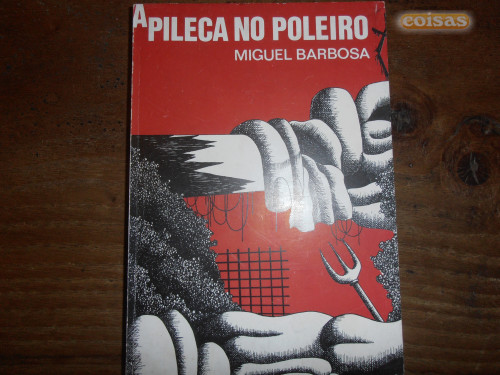 A PILECA NO POLEIRO
MIGUEL BARBOSA
coisas